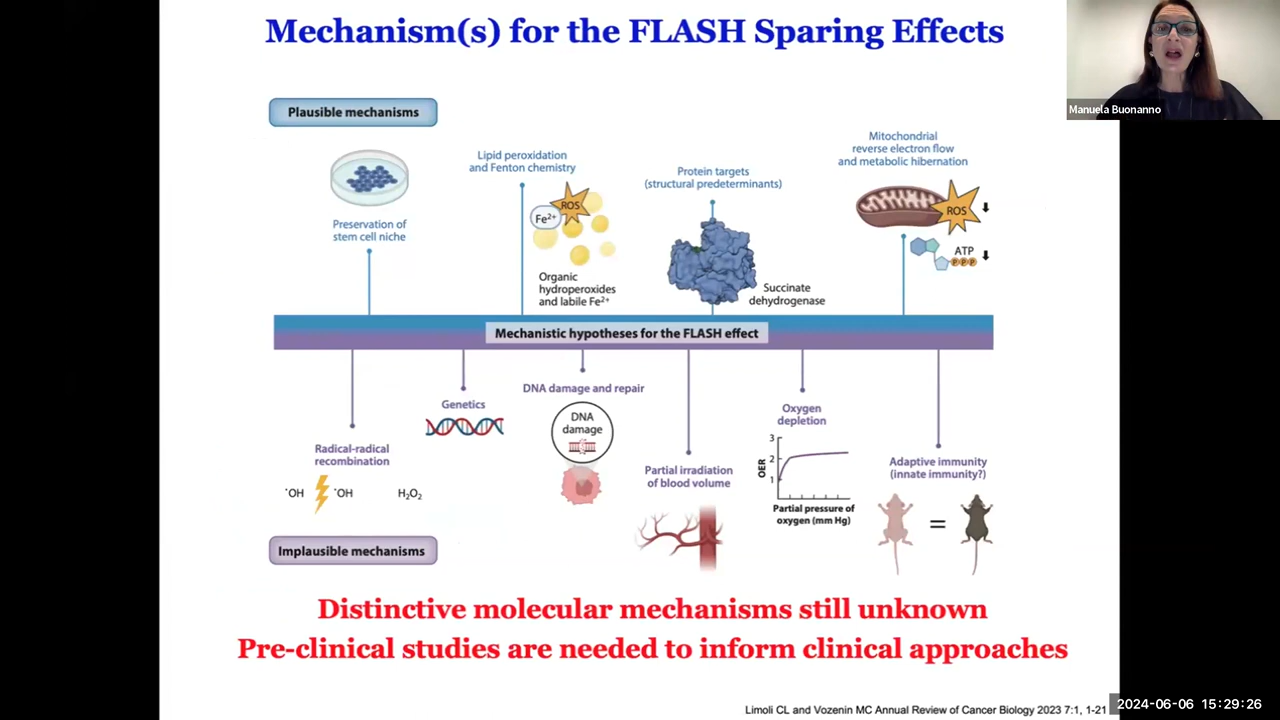 Mechanism(s) for the FLASH Sparing Effects
Manuela Buonanno
Plausible mechanisms
Preservation of
stem cell niche
Lipid peroxidation
and Fenton chemistry
Fe²⁺
ROS
Organic
hydroperoxides
and labile Fe²⁺
Protein targets
(structural predeterminants)
Succinate
dehydrogenase
Mitochondrial
reverse electron flow
and metabolic hibernation
ROS
ATP
P P P
Mechanistic hypotheses for the FLASH effect
Radical-radical
recombination
˙OH ˙OH H₂O₂
Genetics
DNA damage and repair
DNA
damage
Partial irradiation
of blood volume
Oxygen
depletion
3
2
1
OER
Partial pressure of
oxygen (mm Hg)
Adaptive immunity
(innate immunity?)
=
Implausible mechanisms
Distinctive molecular mechanisms still unknown
Pre-clinical studies are needed to inform clinical approaches
Limoli CL and Vozenin MC Annual Review of Cancer Biology 2023 7:1, 1-21
2024-06-06 15:29:26